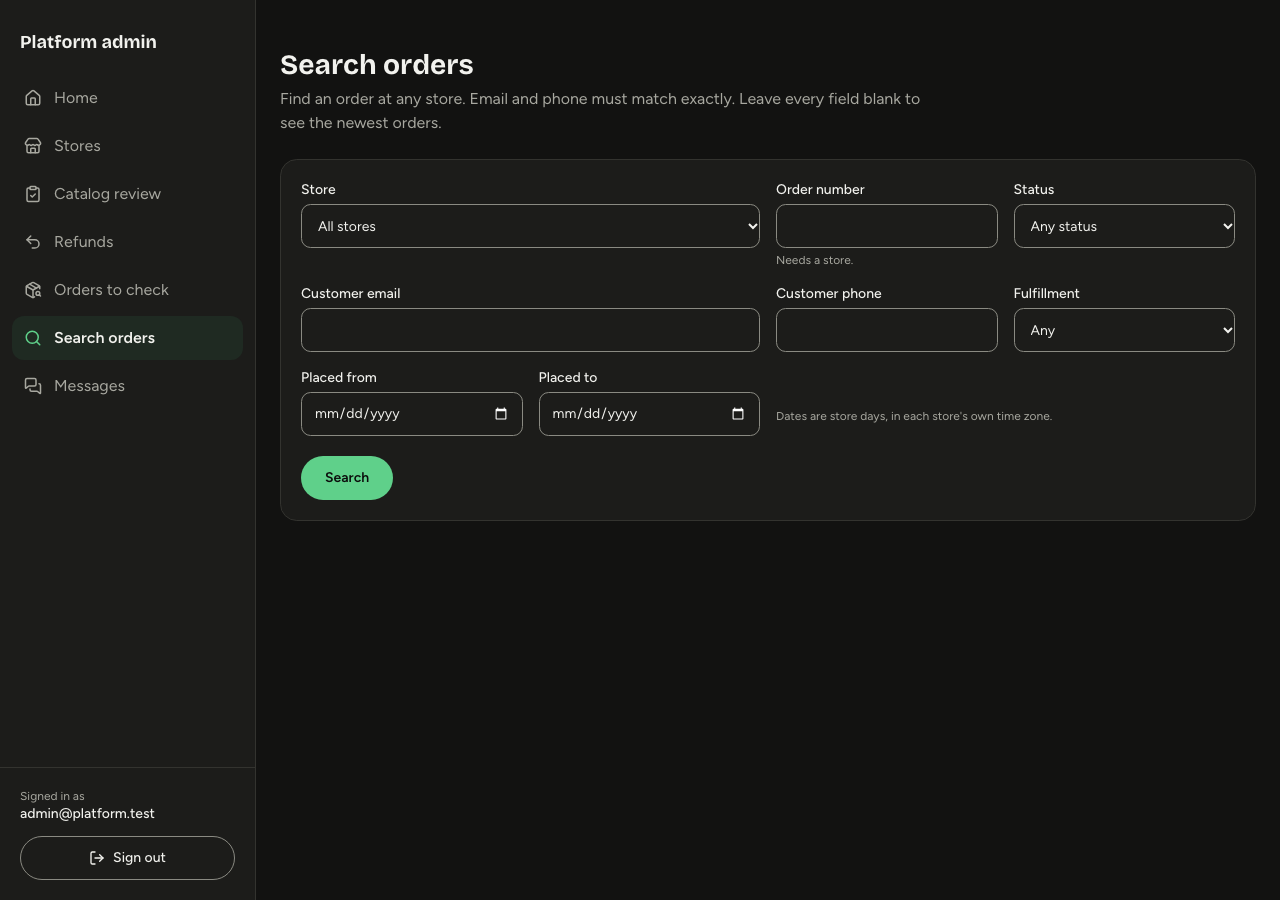 Platform admin
Home
Stores
Catalog review
Refunds
Orders to check
Search orders
Messages
Signed in as
admin@platform.test
Sign out
Search orders
Find an order at any store. Email and phone must match exactly. Leave every field blank to
see the newest orders.
Store
Order number
Status
All stores
Any status
Needs a store.
Customer email
Customer phone
Fulfillment
Any
Placed from
Placed to
mm/dd/yyyy
mm/dd/yyyy
Dates are store days, in each store's own time zone.
Search